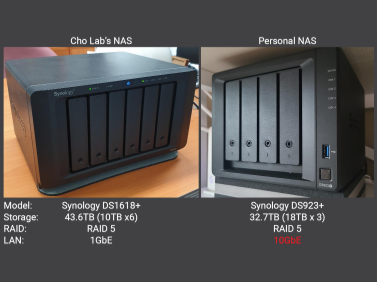 Cho Lab's NAS
Personal NAS
Synology
Model: Synology DS1618+
Storage: 43.6TB (10TB x6)
RAID: RAID 5
LAN: 1GbE
Synology DS923+
32.7TB (18TB x 3)
RAID 5
10GbE